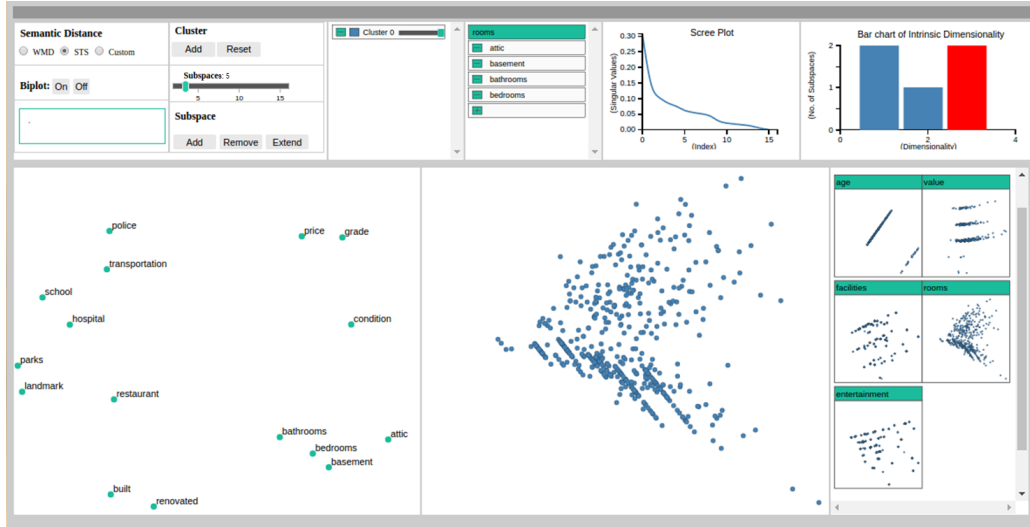 Semantic Distance
WMD STS Custom
Biplot: On Off
Cluster
Add Reset
Subspaces: 5
5 10 15
Subspace
Add Remove Extend
Cluster 0
rooms
attic
basement
bathrooms
bedrooms
Scree Plot
(Singular Values)
0.30
0.25
0.20
0.15
0.10
0.05
0.00
0 5 10 15
(Index)
Bar chart of Intrinsic Dimensionality
(No. of Subspaces)
2
1
0
0 2 4
(Dimensionality)
police
price
grade
transportation
school
hospital
condition
parks
landmark
restaurant
bathrooms
attic
bedrooms
basement
built
renovated
age value
facilities rooms
entertainment